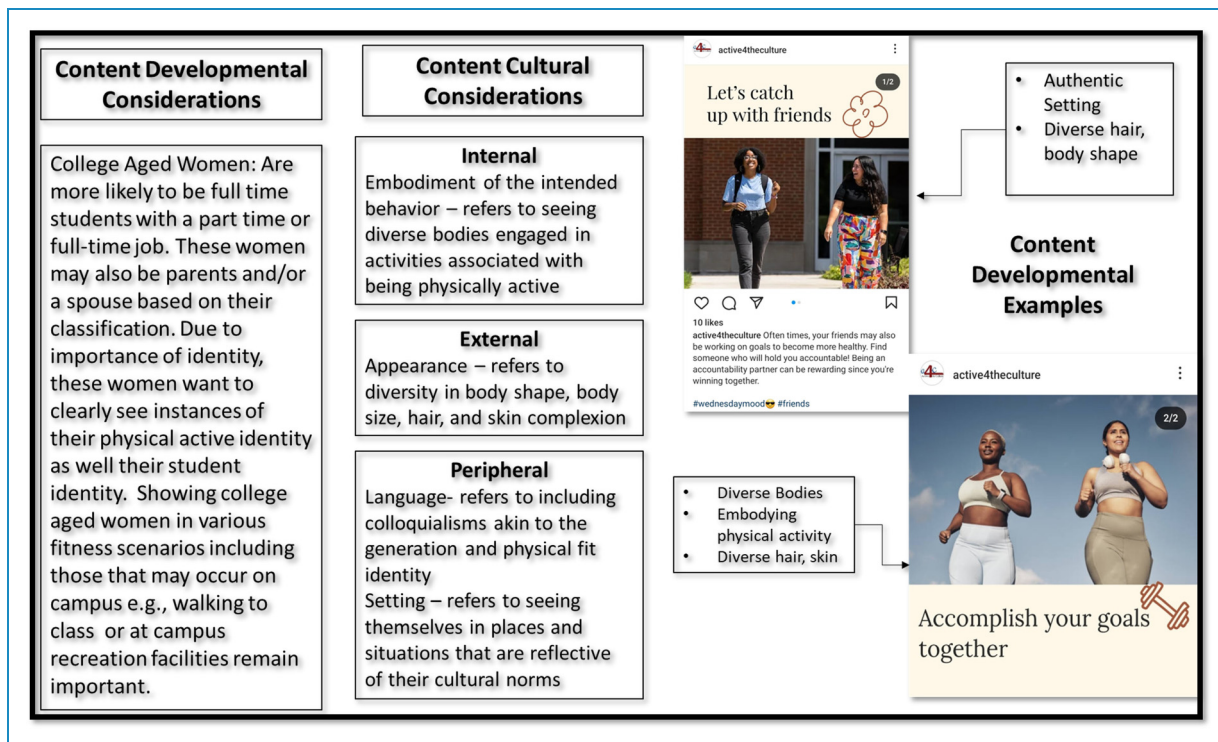 Content Developmental
Considerations
College Aged Women: Are
more likely to be full time
students with a part time or
full-time job. These women
may also be parents and/or
a spouse based on their
classification. Due to
importance of identity,
these women want to
clearly see instances of
their physical active identity
as well their student
identity. Showing college
aged women in various
fitness scenarios including
those that may occur on
campus e.g., walking to
class or at campus
recreation facilities remain
important.
Content Cultural
Considerations
Internal
Embodiment of the intended
behavior – refers to seeing
diverse bodies engaged in
activities associated with
being physically active
External
Appearance – refers to
diversity in body shape, body
size, hair, and skin complexion
Peripheral
Language- refers to including
colloquialisms akin to the
generation and physical fit
identity
Setting – refers to seeing
themselves in places and
situations that are reflective
of their cultural norms
active4theculture
1/2
Let's catch
up with friends
10 likes
active4theculture Often times, your friends may also
be working on goals to become more healthy. Find
someone who will hold you accountable! Being an
accountability partner can be rewarding since you're
winning together.
#wednesdaymood😎 #friends
• Authentic
Setting
• Diverse hair,
body shape
Content
Developmental
Examples
• Diverse Bodies
• Embodying
physical activity
• Diverse hair, skin
active4theculture
2/2
Accomplish your goals
together